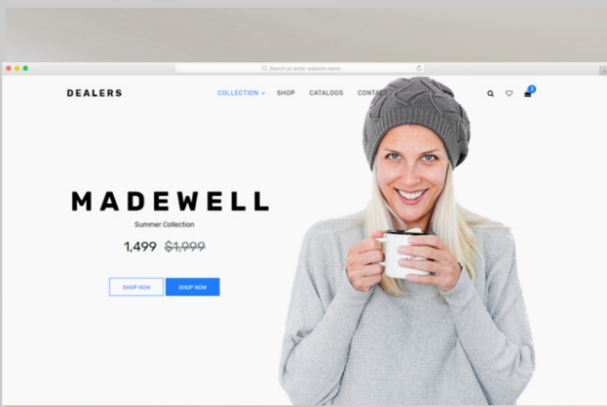 Search or enter website name
DEALERS
COLLECTION SHOP CATALOGS CONTACT
3
MADEWELL
Summer Collection
1,499 $1,999
SHOP NOW SHOP NOW